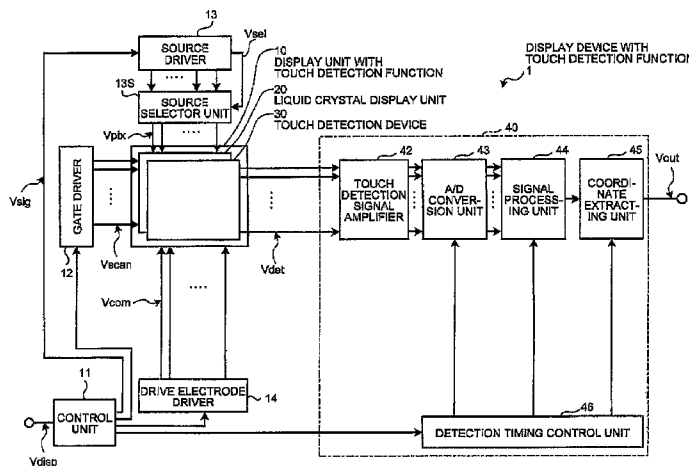 13
SOURCE
DRIVER
Vsel
10
DISPLAY UNIT WITH
TOUCH DETECTION FUNCTION
DISPLAY DEVICE WITH
TOUCH DETECTION FUNCTION
1
13S
SOURCE
SELECTOR UNIT
20
LIQUID CRYSTAL DISPLAY UNIT
30
TOUCH DETECTION DEVICE
Vpix
40
42
43
44
45
Vout
Vsig
GATE DRIVER
TOUCH
DETECTION
SIGNAL
AMPLIFIER
A/D
CONVER-
SION UNIT
SIGNAL
PROCESS-
ING UNIT
COORDI-
NATE
EXTRACT-
ING UNIT
12
Vscan
Vdet
Vcom
11
CONTROL
UNIT
DRIVE ELECTRODE
DRIVER
14
46
DETECTION TIMING CONTROL UNIT
Vdisp